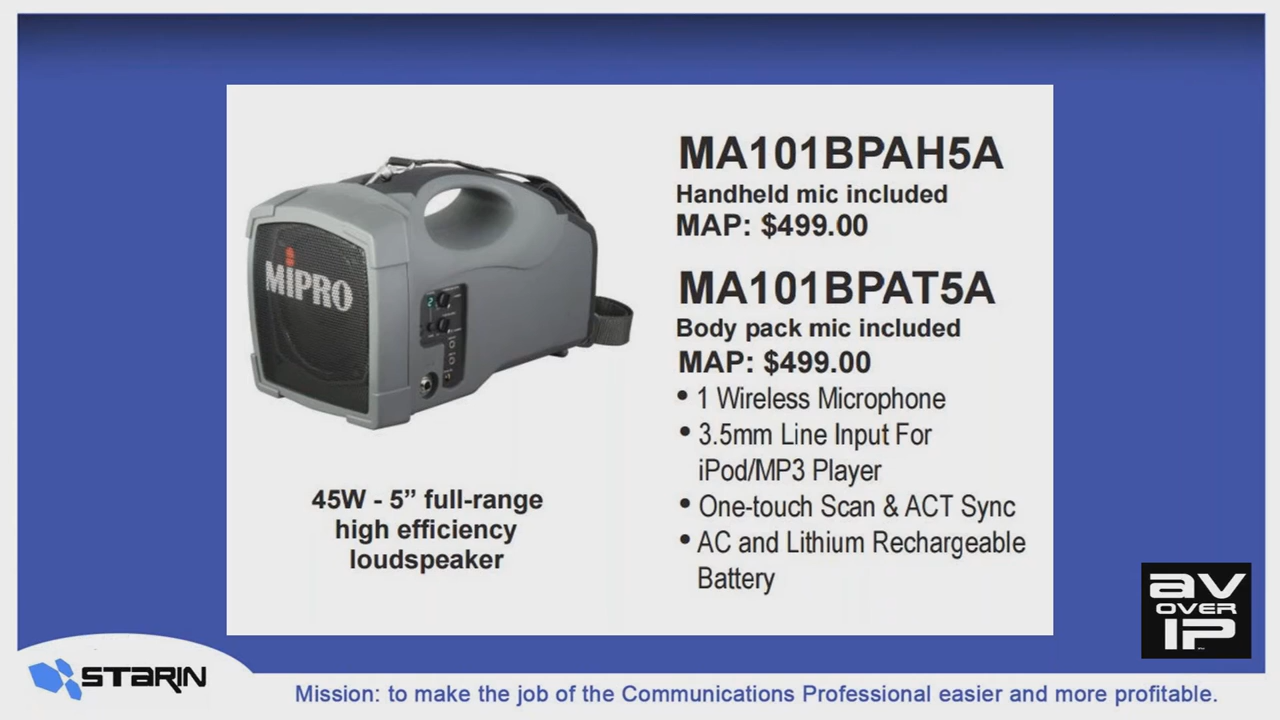 MIPRO
45W - 5” full-range
high efficiency
loudspeaker
MA101BPAH5A
Handheld mic included
MAP: $499.00
MA101BPAT5A
Body pack mic included
MAP: $499.00
• 1 Wireless Microphone
• 3.5mm Line Input For
iPod/MP3 Player
• One-touch Scan & ACT Sync
• AC and Lithium Rechargeable
Battery
av
OVER
IP
STARIN
Mission: to make the job of the Communications Professional easier and more profitable.